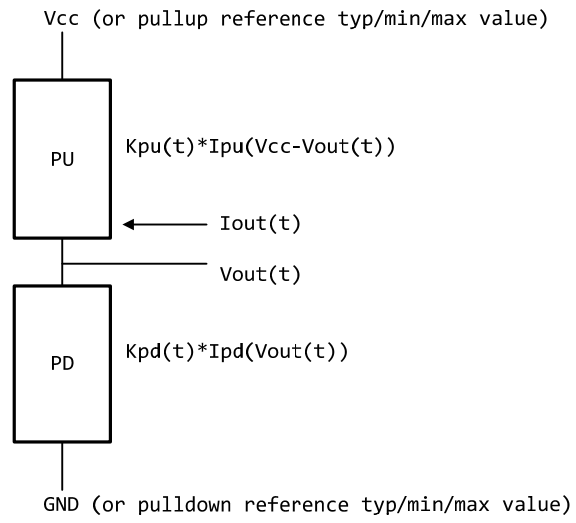 Vcc (or pullup reference typ/min/max value)
PU
Kpu(t)*Ipu(Vcc-Vout(t))
Iout(t)
Vout(t)
PD
Kpd(t)*Ipd(Vout(t))
GND (or pulldown reference typ/min/max value)